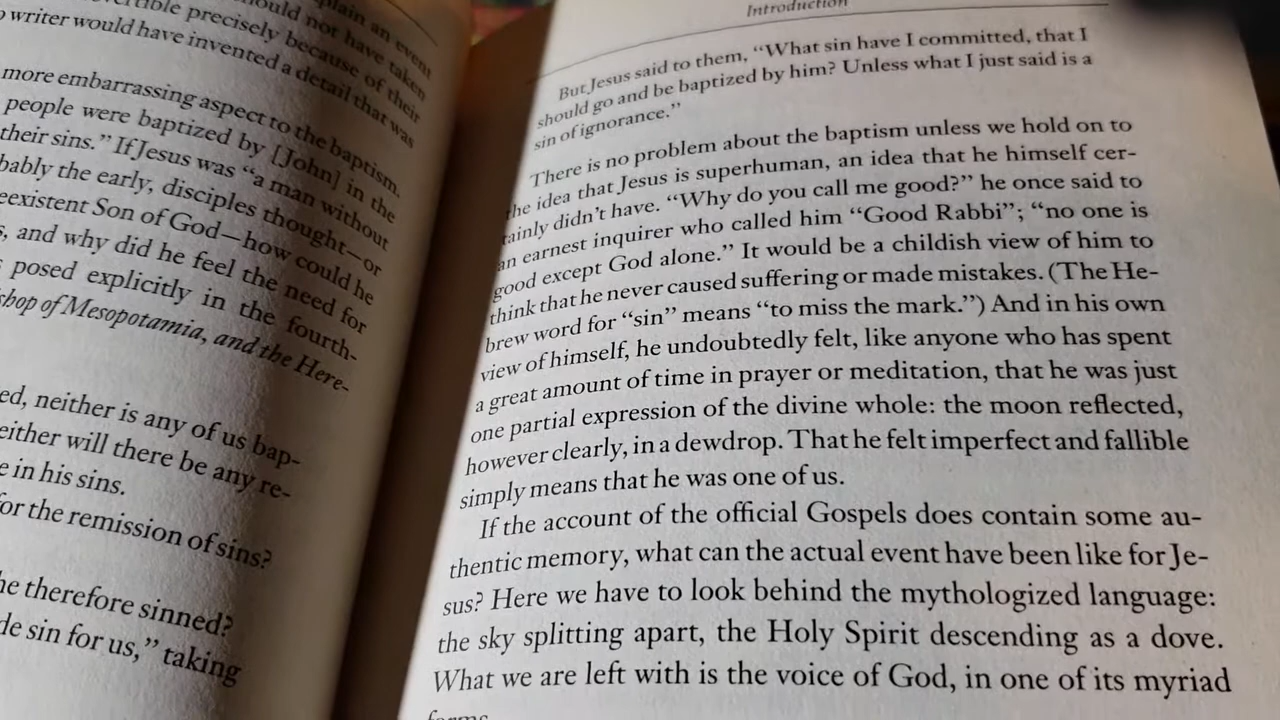 plain an event
should not have taken
vertible precisely because of their
o writer would have invented a detail that was
more embarrassing aspect to the baptism.
people were baptized by [John] in the
their sins.” If Jesus was “a man without
bably the early, disciples thought—or
eexistent Son of God—how could he
s, and why did he feel the need for
posed explicitly in the fourth-
shop of Mesopotamia, and the Here-
ed, neither is any of us bap-
either will there be any re-
e in his sins.
for the remission of sins?
he therefore sinned?
de sin for us,” taking
Introduction
But Jesus said to them, “What sin have I committed, that I
should go and be baptized by him? Unless what I just said is a
sin of ignorance.”
There is no problem about the baptism unless we hold on to
the idea that Jesus is superhuman, an idea that he himself cer-
tainly didn’t have. “Why do you call me good?” he once said to
an earnest inquirer who called him “Good Rabbi”; “no one is
good except God alone.” It would be a childish view of him to
think that he never caused suffering or made mistakes. (The He-
brew word for “sin” means “to miss the mark.”) And in his own
view of himself, he undoubtedly felt, like anyone who has spent
a great amount of time in prayer or meditation, that he was just
one partial expression of the divine whole: the moon reflected,
however clearly, in a dewdrop. That he felt imperfect and fallible
simply means that he was one of us.
If the account of the official Gospels does contain some au-
thentic memory, what can the actual event have been like for Je-
sus? Here we have to look behind the mythologized language:
the sky splitting apart, the Holy Spirit descending as a dove.
What we are left with is the voice of God, in one of its myriad
forms